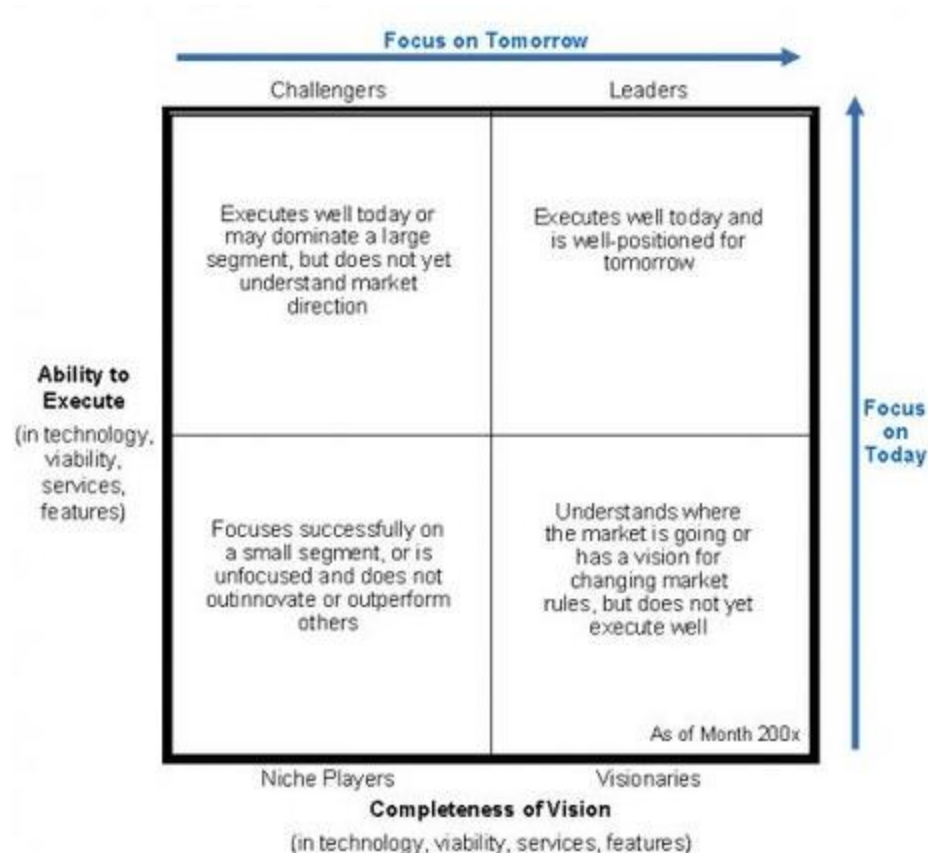 Focus on Tomorrow
Challengers
Leaders
Executes well today or
may dominate a large
segment, but does not yet
understand market
direction
Executes well today and
is well-positioned for
tomorrow
Ability to
Execute
(in technology,
viability,
services,
features)
Focus
on
Today
Focuses successfully on
a small segment, or is
unfocused and does not
outinnovate or outperform
others
Understands where
the market is going or
has a vision for
changing market
rules, but does not yet
execute well
As of Month 200x
Niche Players
Visionaries
Completeness of Vision
(in technology, viability, services, features)